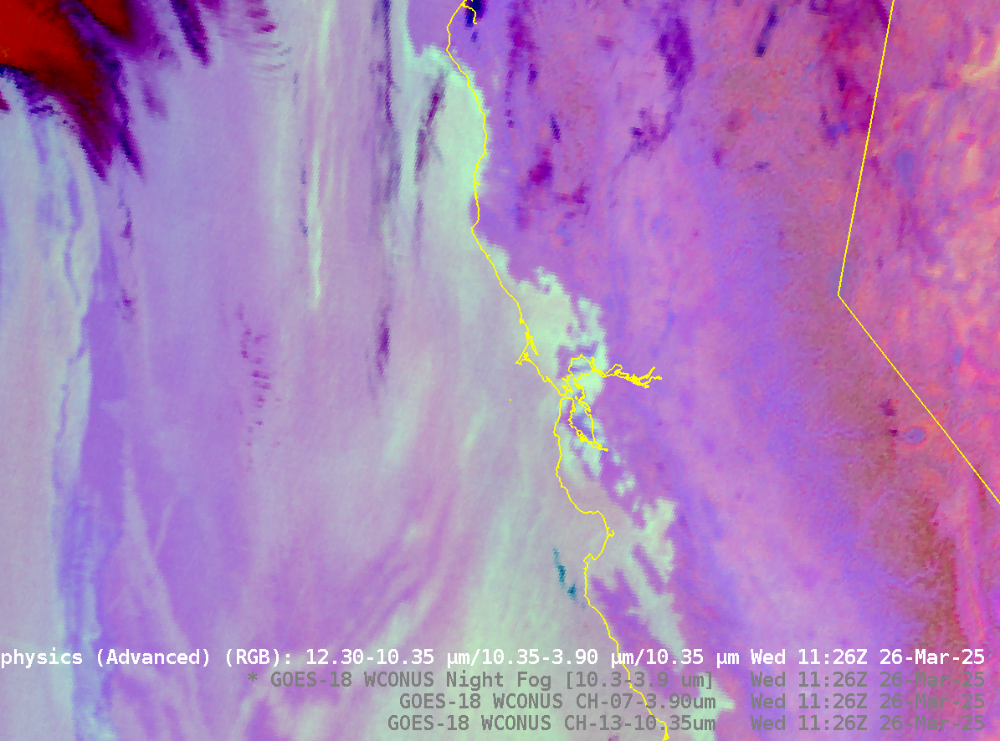 physics (Advanced) (RGB): 12.30-10.35 µm/10.35-3.90 µm/10.35 µm Wed 11:26Z 26-Mar-25
* GOES-18 WCONUS Night Fog [10.3-3.9 um] Wed 11:26Z 26-Mar-25
GOES-18 WCONUS CH-07-3.90um Wed 11:26Z 26-Mar-25
GOES-18 WCONUS CH-13-10.35um Wed 11:26Z 26-Mar-25